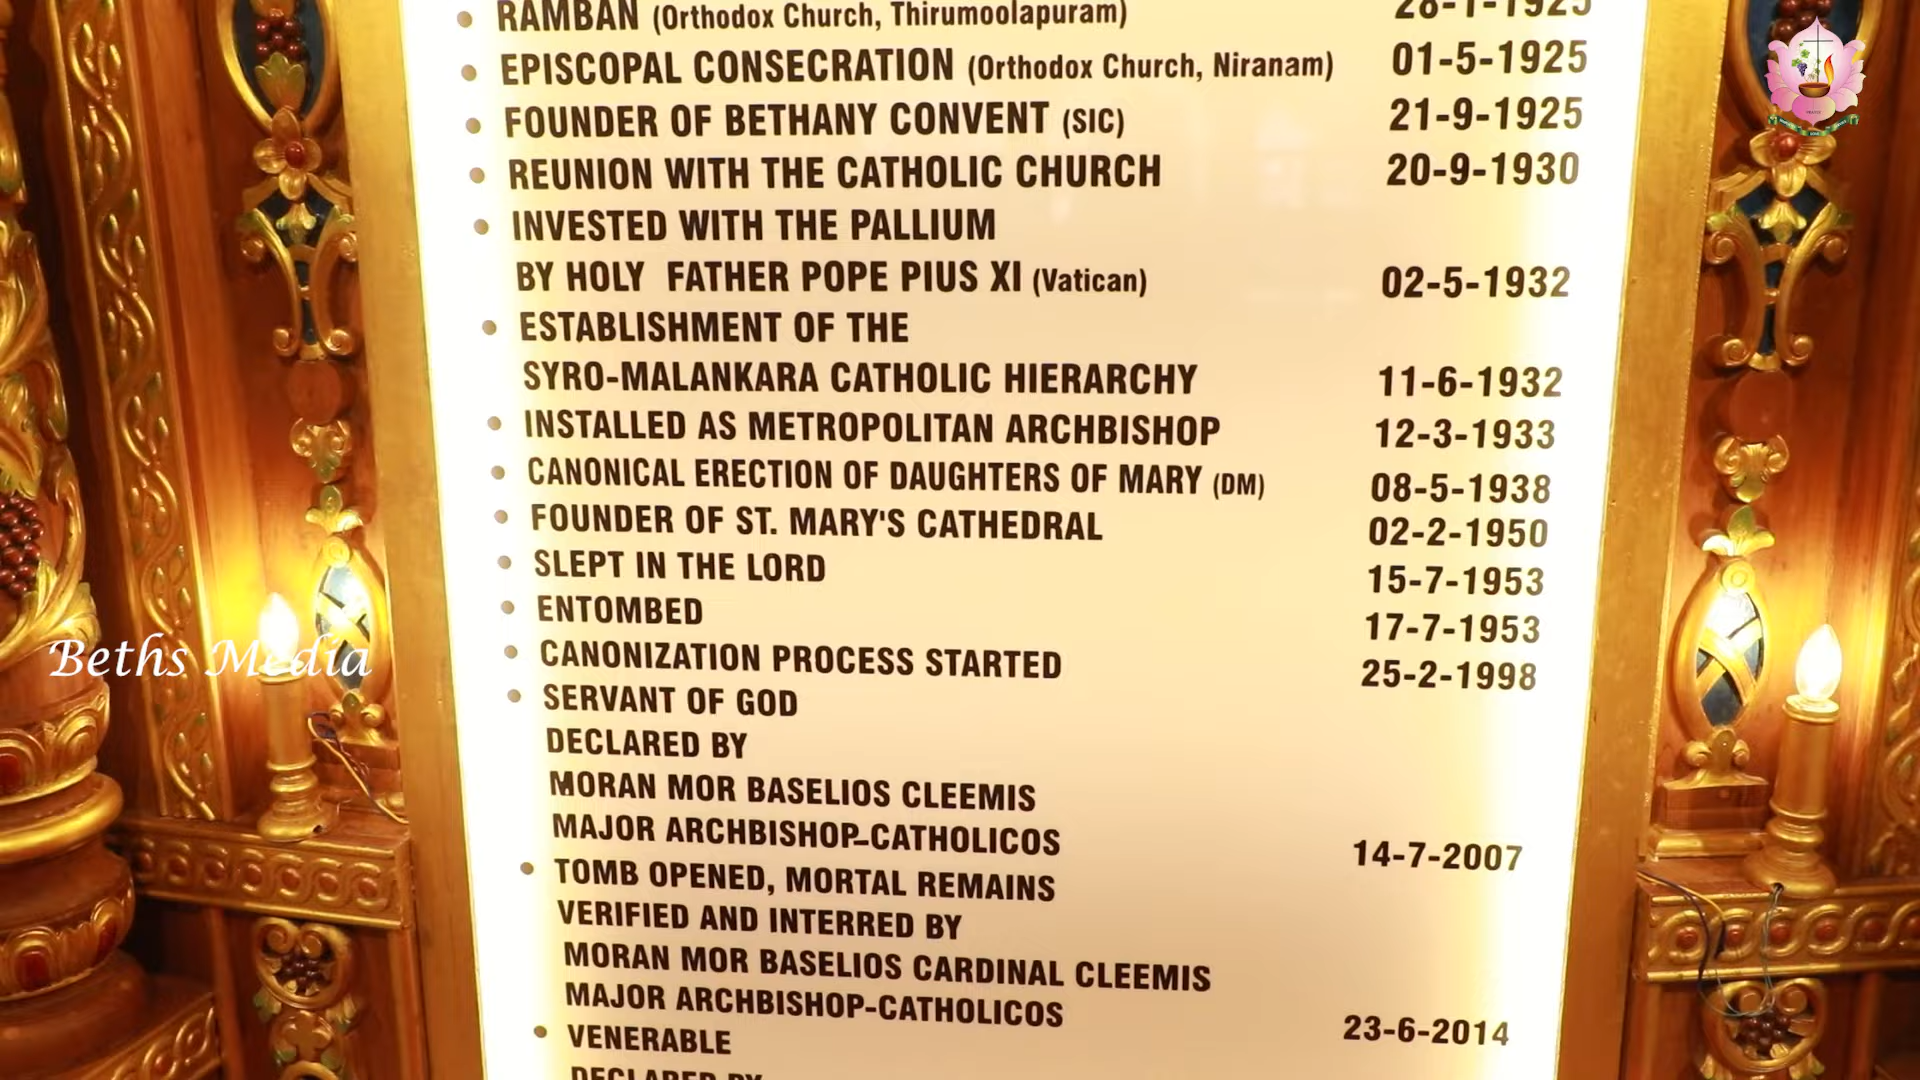 RAMBAN (Orthodox Church, Thirumoolapuram) 28-1-1925
EPISCOPAL CONSECRATION (Orthodox Church, Niranam) 01-5-1925
FOUNDER OF BETHANY CONVENT (SIC) 21-9-1925
REUNION WITH THE CATHOLIC CHURCH 20-9-1930
INVESTED WITH THE PALLIUM
BY HOLY FATHER POPE PIUS XI (Vatican) 02-5-1932
ESTABLISHMENT OF THE
SYRO-MALANKARA CATHOLIC HIERARCHY 11-6-1932
INSTALLED AS METROPOLITAN ARCHBISHOP 12-3-1933
CANONICAL ERECTION OF DAUGHTERS OF MARY (DM) 08-5-1938
FOUNDER OF ST. MARY'S CATHEDRAL 02-2-1950
SLEPT IN THE LORD 15-7-1953
ENTOMBED 17-7-1953
CANONIZATION PROCESS STARTED 25-2-1998
SERVANT OF GOD
DECLARED BY
MORAN MOR BASELIOS CLEEMIS
MAJOR ARCHBISHOP-CATHOLICOS 14-7-2007
TOMB OPENED, MORTAL REMAINS
VERIFIED AND INTERRED BY
MORAN MOR BASELIOS CARDINAL CLEEMIS
MAJOR ARCHBISHOP-CATHOLICOS 23-6-2014
VENERABLE
DECLARED BY
Beths Media